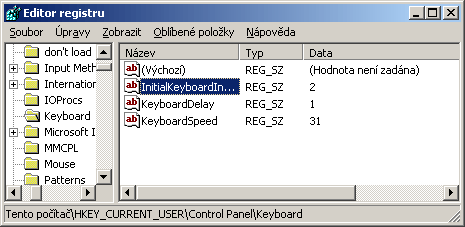 Editor registru
Soubor Úpravy Zobrazit Oblíbené položky Nápověda
don't load
Input Meth
Internation
IOProcs
Keyboard
Microsoft I
MMCPL
Mouse
Patterns
Název Typ Data
(Výchozí) REG_SZ (Hodnota není zadána)
InitialKeyboardIn... REG_SZ 2
KeyboardDelay REG_SZ 1
KeyboardSpeed REG_SZ 31
Tento počítač\HKEY_CURRENT_USER\Control Panel\Keyboard